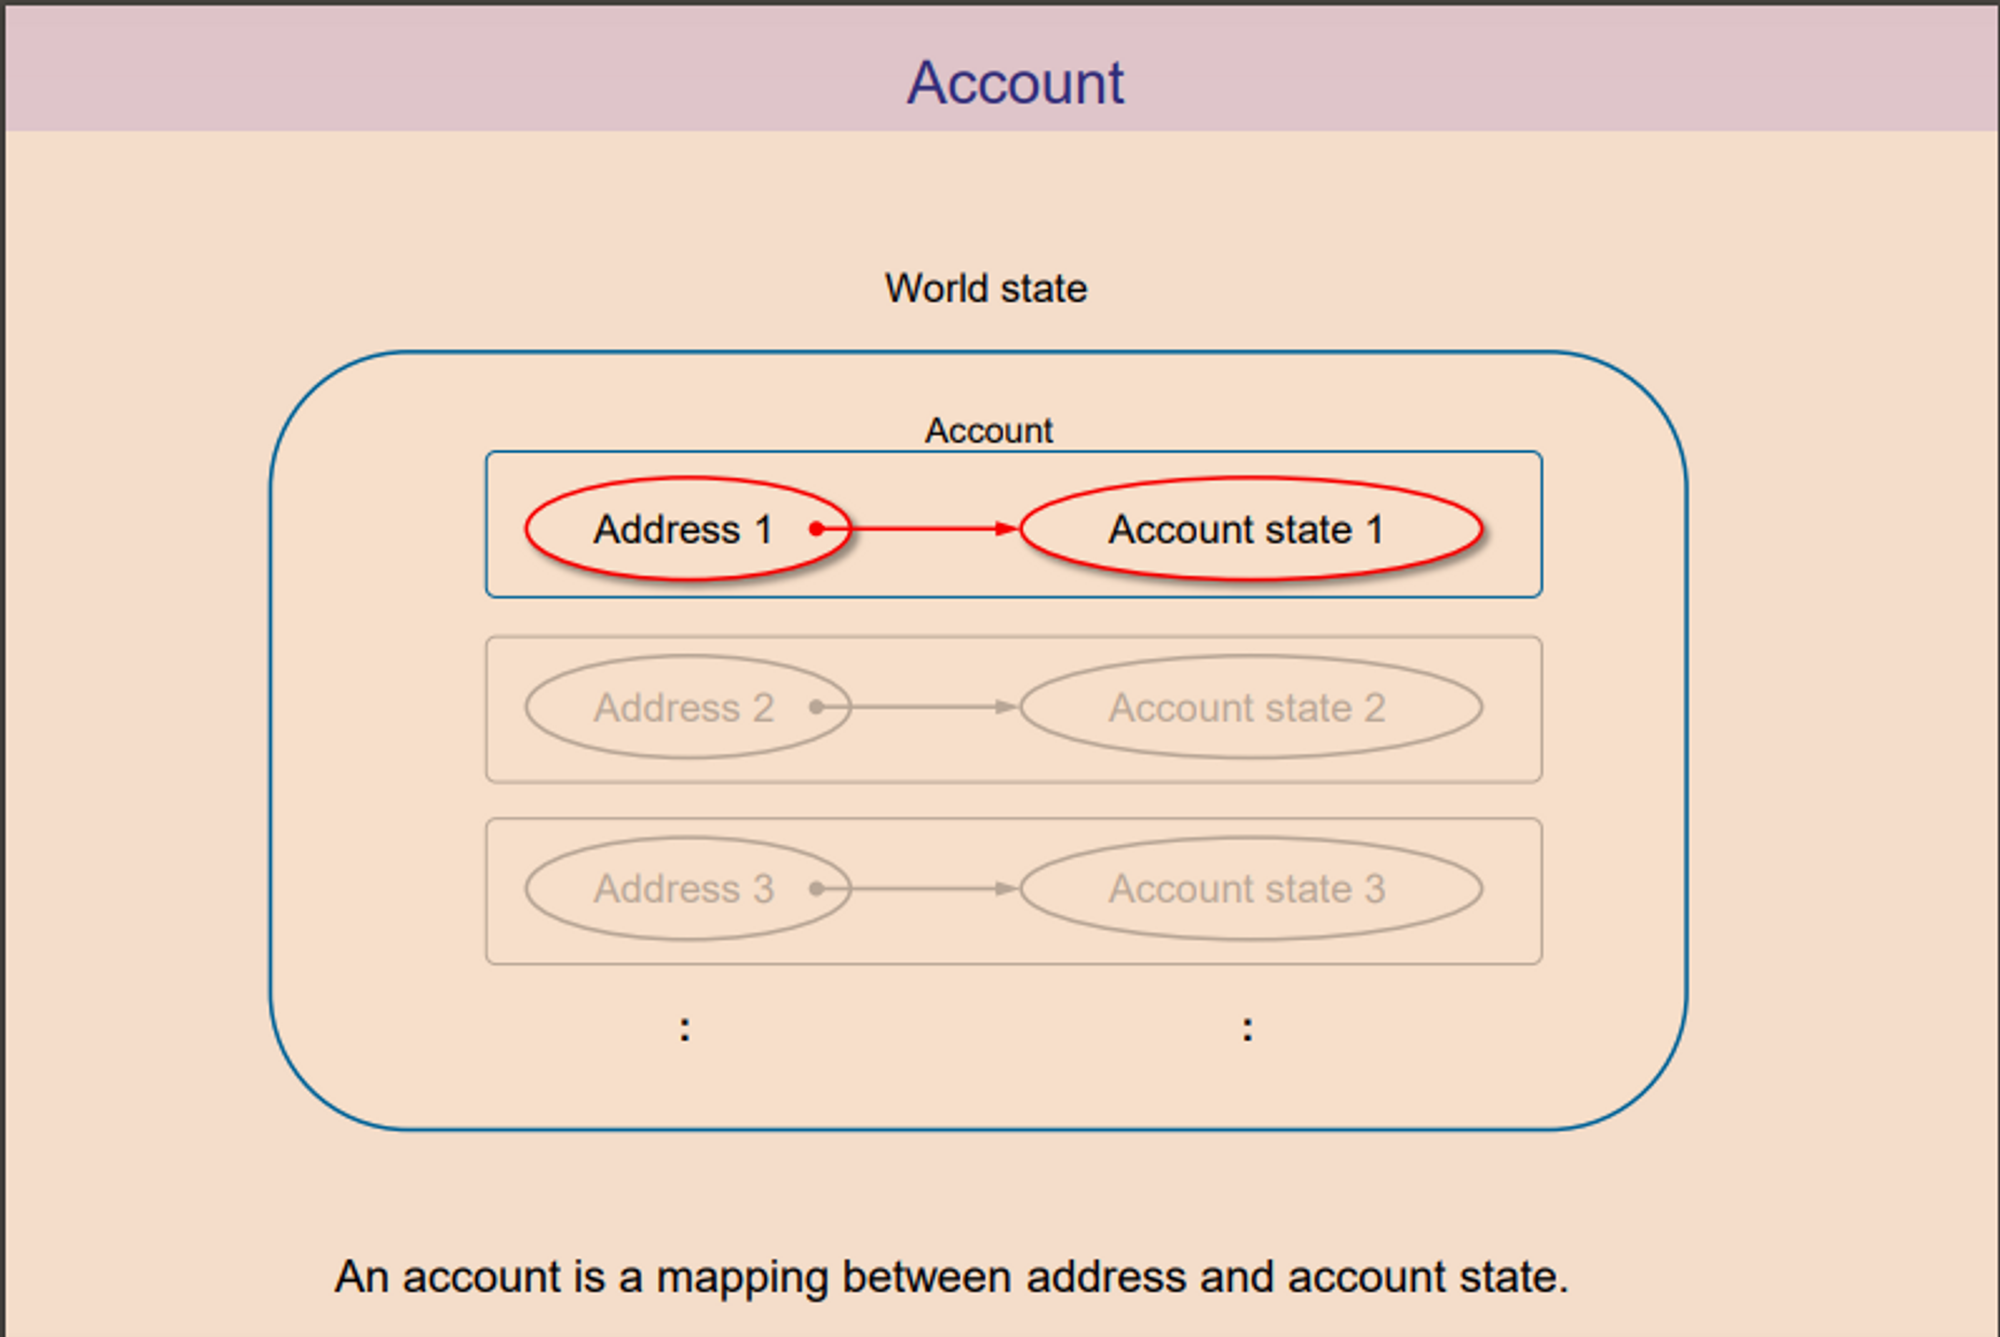 Account
World state
Account
Address 1 Account state 1
Address 2 Account state 2
Address 3 Account state 3
: :
An account is a mapping between address and account state.